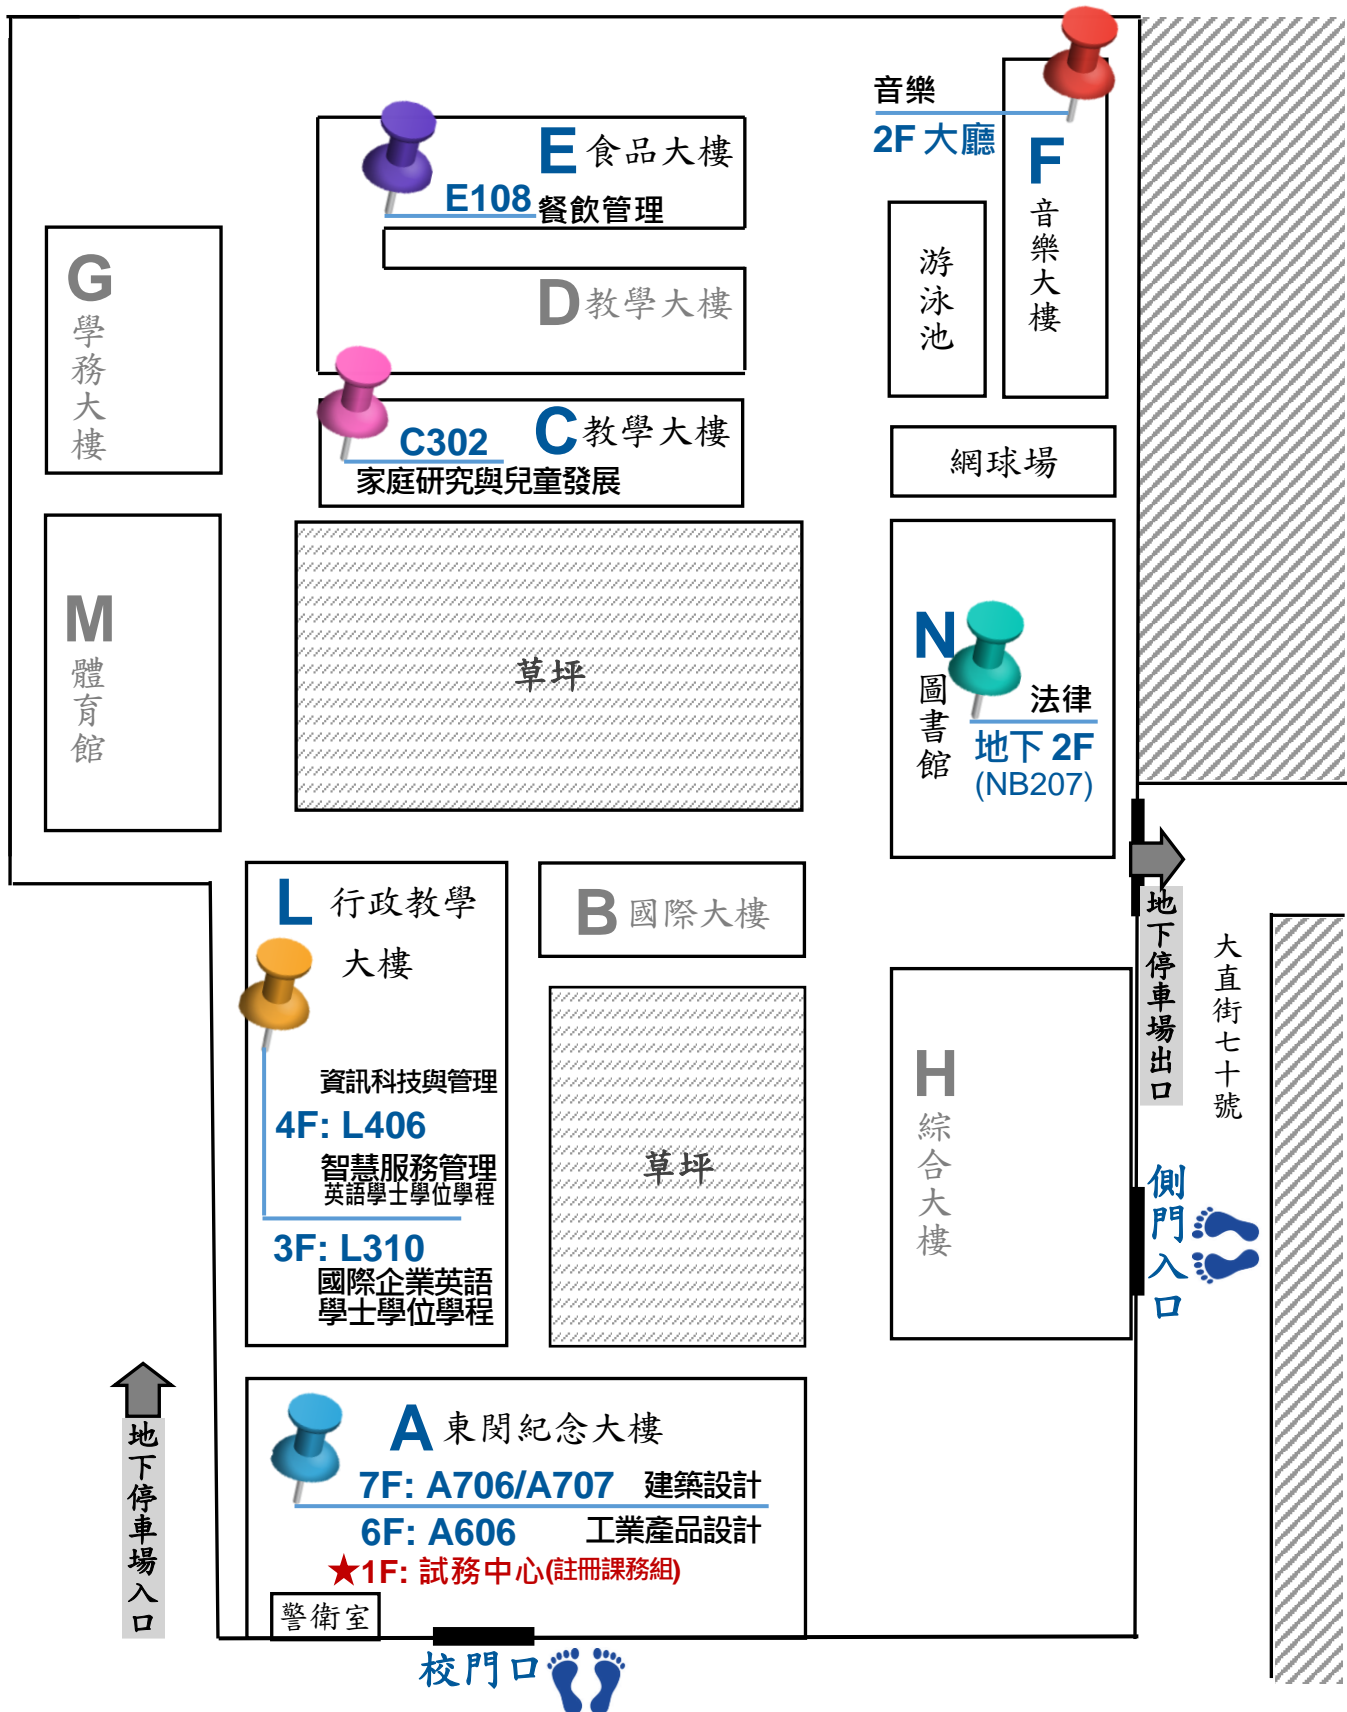 音樂
2F 大廳
F
音樂大樓
E 食品大樓
E108 餐飲管理
游泳池
G
學務大樓
D 教學大樓
C302
C 教學大樓
家庭研究與兒童發展
網球場
M
體育館
草坪
N
圖書館
法律
地下 2F
(NB207)
L 行政教學
大樓
B 國際大樓
地下停車場出口
大直街七十號
資訊科技與管理
4F: L406
智慧服務管理
英語學士學位學程
3F: L310
國際企業英語
學士學位學程
草坪
H
綜合大樓
側門入口
地下停車場入口
A 東閔紀念大樓
7F: A706/A707 建築設計
6F: A606 工業產品設計
★1F: 試務中心(註冊課務組)
警衛室
校門口